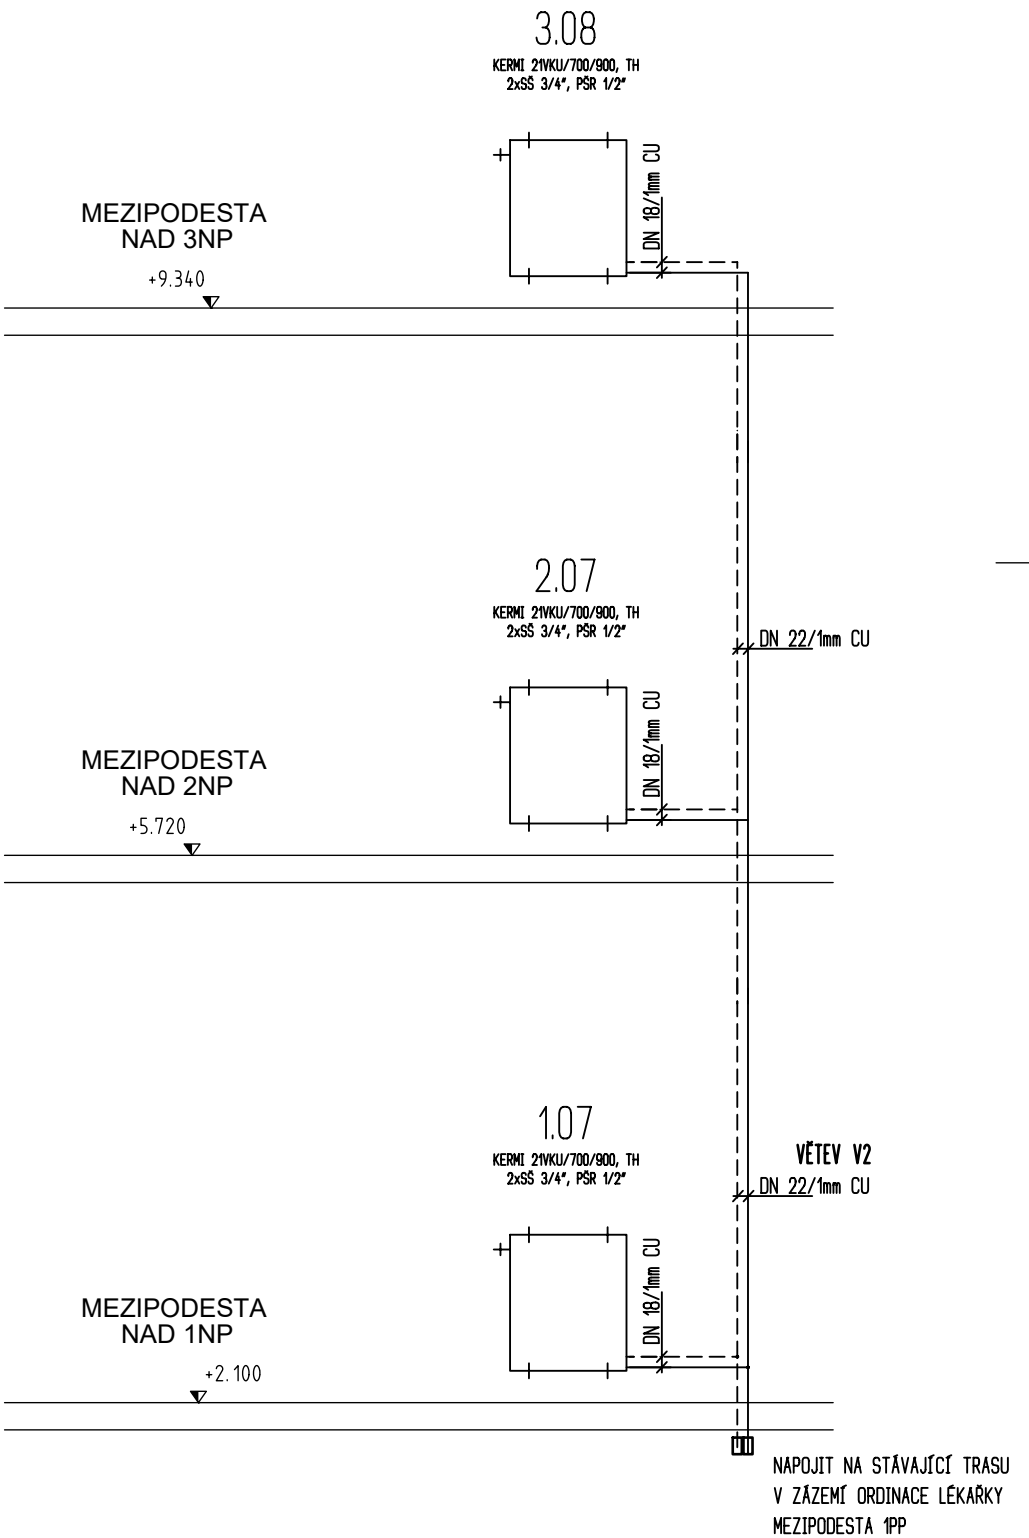 3.08
KERMI 21VKU/700/900, TH
2xSŠ 3/4", PŠR 1/2"
DN 18/1mm CU
MEZIPODESTA
NAD 3NP
+9.340
2.07
KERMI 21VKU/700/900, TH
2xSŠ 3/4", PŠR 1/2"
DN 22/1mm CU
DN 18/1mm CU
MEZIPODESTA
NAD 2NP
+5.720
1.07
KERMI 21VKU/700/900, TH
2xSŠ 3/4", PŠR 1/2"
VĚTEV V2
DN 22/1mm CU
DN 18/1mm CU
MEZIPODESTA
NAD 1NP
+2.100
NAPOJIT NA STÁVAJÍCÍ TRASU
V ZÁZEMÍ ORDINACE LÉKAŘKY
MEZIPODESTA 1PP